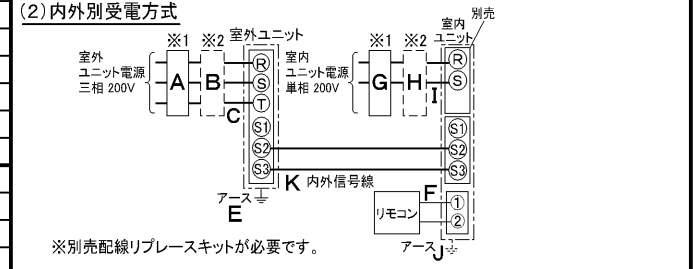 (2)内外別受電方式
別売
室内
ユニット
室外ユニット
※1 ※2
※1 ※2
室外
ユニット電源
三相 200V
A B C
R
S
T
S1
S2
S3
室内
ユニット電源
単相 200V
G H I
R
S
S1
S2
S3
K 内外信号線
アース
E
リモコン
F
1
2
アース J
※別売配線リプレースキットが必要です。